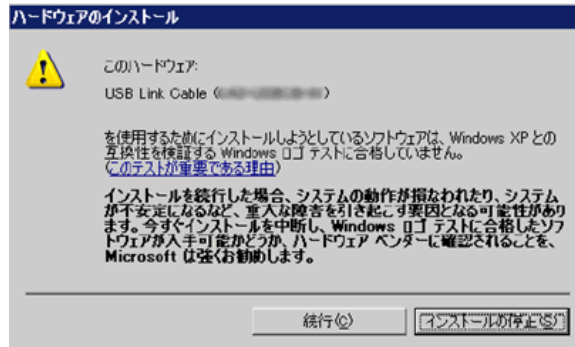 ハードウェアのインストール
このハードウェア:
USB Link Cable ( )
を使用するためにインストールしようとしているソフトウェアは、Windows XP との
互換性を検証する Windows ロゴ テストに合格していません。
(このテストが重要である理由)
インストールを続行した場合、システムの動作が損なわれたり、システム
が不安定になるなど、重大な障害を引き起こす要因となる可能性があり
ます。今すぐインストールを中断し、Windows ロゴ テストに合格したソフ
トウェアが入手可能かどうか、ハードウェア ベンダーに確認されることを、
Microsoft は強くお勧めします。
続行(C)
インストールの停止(S)